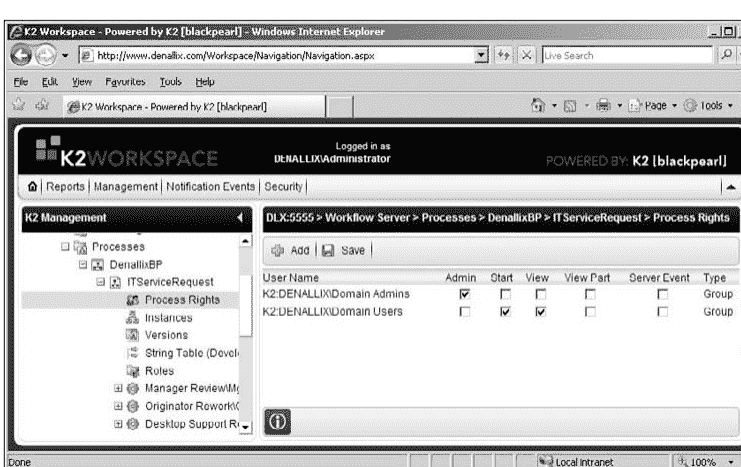 K2 Workspace - Powered by K2 [blackpearl] - Windows Internet Explorer
http://www.denallix.com/Workspace/Navigation/Navigation.aspx
Live Search
File Edit View Favorites Tools Help
K2 Workspace - Powered by K2 [blackpearl]
Page Tools
K2WORKSPACE
Logged in as
DENALLIX\Administrator
POWERED BY: K2 [blackpearl]
Reports | Management | Notification Events | Security |
K2 Management
DLX:5555 > Workflow Server > Processes > DenallixBP > ITServiceRequest > Process Rights
Processes
DenallixBP
ITServiceRequest
Process Rights
Instances
Versions
String Table (Devel
Roles
Manager Review\M
Originator Rework\
Desktop Support R
Add | Save |
User Name Admin Start View View Part Server Event Type
K2:DENALLIX\Domain Admins Group
K2:DENALLIX\Domain Users Group
Done
Local intranet
100%